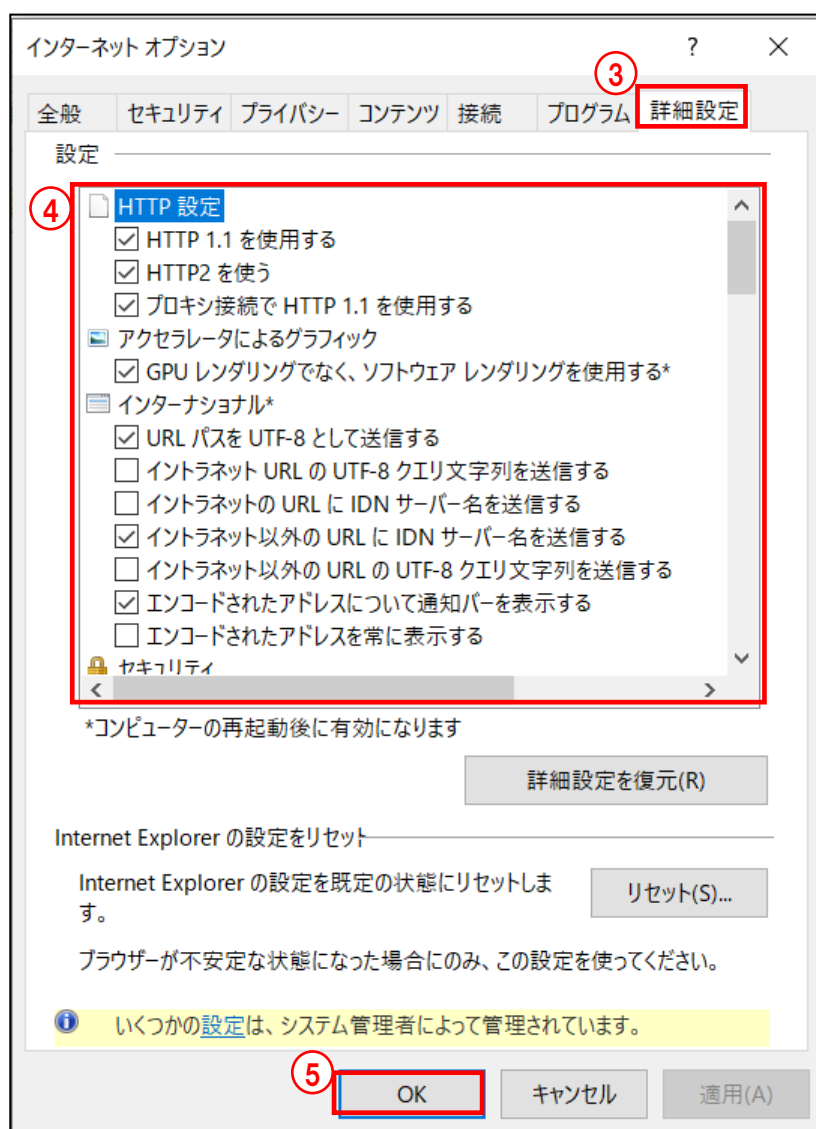 インターネット オプション ? ×
③
全般 セキュリティ プライバシー コンテンツ 接続 プログラム 詳細設定
設定
④
HTTP 設定
HTTP 1.1 を使用する
HTTP2 を使う
プロキシ接続で HTTP 1.1 を使用する
アクセラレータによるグラフィック
GPU レンダリングでなく、ソフトウェア レンダリングを使用する*
インターナショナル*
URL パスを UTF-8 として送信する
イントラネット URL の UTF-8 クエリ文字列を送信する
イントラネットの URL に IDN サーバー名を送信する
イントラネット以外の URL に IDN サーバー名を送信する
イントラネット以外の URL の UTF-8 クエリ文字列を送信する
エンコードされたアドレスについて通知バーを表示する
エンコードされたアドレスを常に表示する
セキュリティ
*コンピューターの再起動後に有効になります
詳細設定を復元(R)
Internet Explorer の設定をリセット
Internet Explorer の設定を既定の状態にリセットしま
す。
リセット(S)...
ブラウザーが不安定な状態になった場合にのみ、この設定を使ってください。
いくつかの設定は、システム管理者によって管理されています。
⑤
OK キャンセル 適用(A)